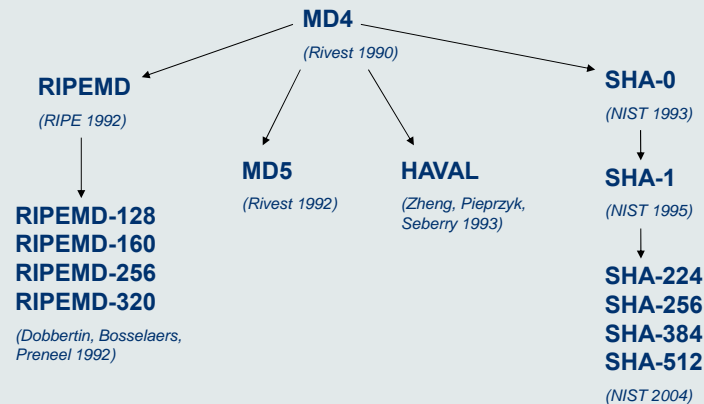 MD4
(Rivest 1990)
RIPEMD
(RIPE 1992)
SHA-0
(NIST 1993)
MD5
(Rivest 1992)
HAVAL
(Zheng, Pieprzyk,
Seberry 1993)
SHA-1
(NIST 1995)
RIPEMD-128
RIPEMD-160
RIPEMD-256
RIPEMD-320
(Dobbertin, Bosselaers,
Preneel 1992)
SHA-224
SHA-256
SHA-384
SHA-512
(NIST 2004)